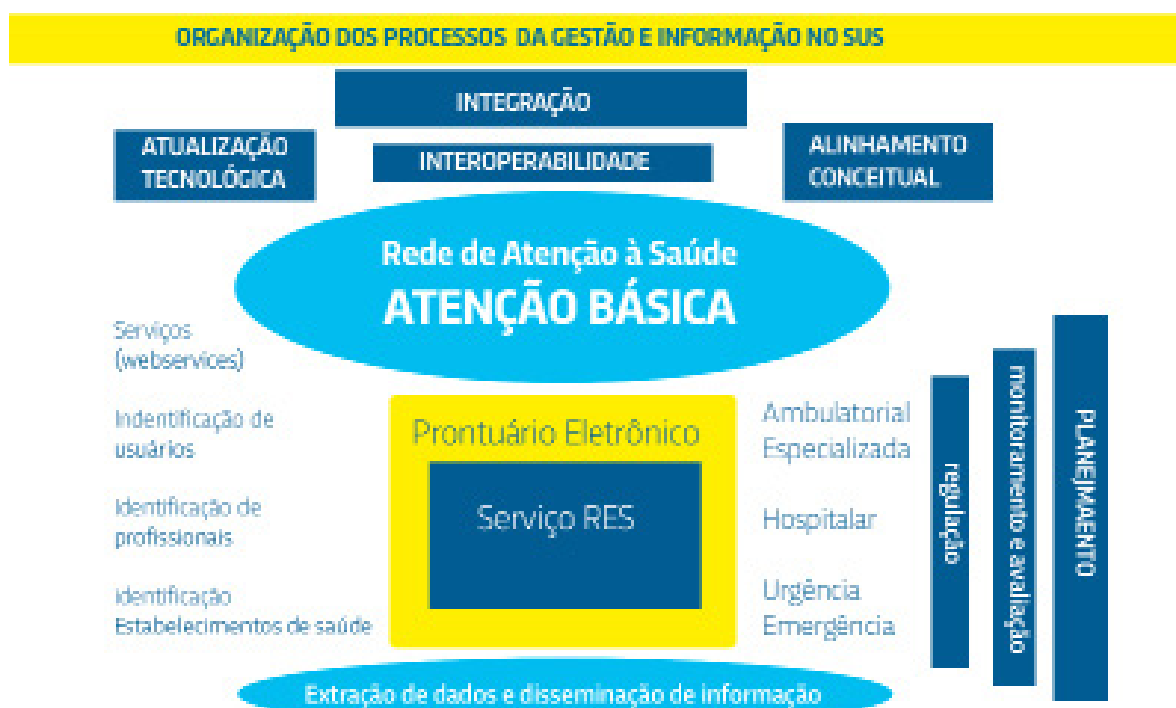 ORGANIZAÇÃO DOS PROCESSOS DA GESTÃO E INFORMAÇÃO NO SUS
INTEGRAÇÃO
ATUALIZAÇÃO
TECNOLÓGICA
INTEROPERABILIDADE
ALINHAMENTO
CONCEITUAL
Rede de Atenção à Saúde
ATENÇÃO BÁSICA
Serviços
(webservices)
Indentificação de
usuários
Identificação de
profissionais
Identificação
Estabelecimentos de saúde
Prontuário Eletrônico
Serviço RES
Ambulatorial
Especializada
Hospitalar
Urgência
Emergência
regulação
monitoramento e avaliação
PLANEJMAENTO
Extração de dados e disseminação de informação